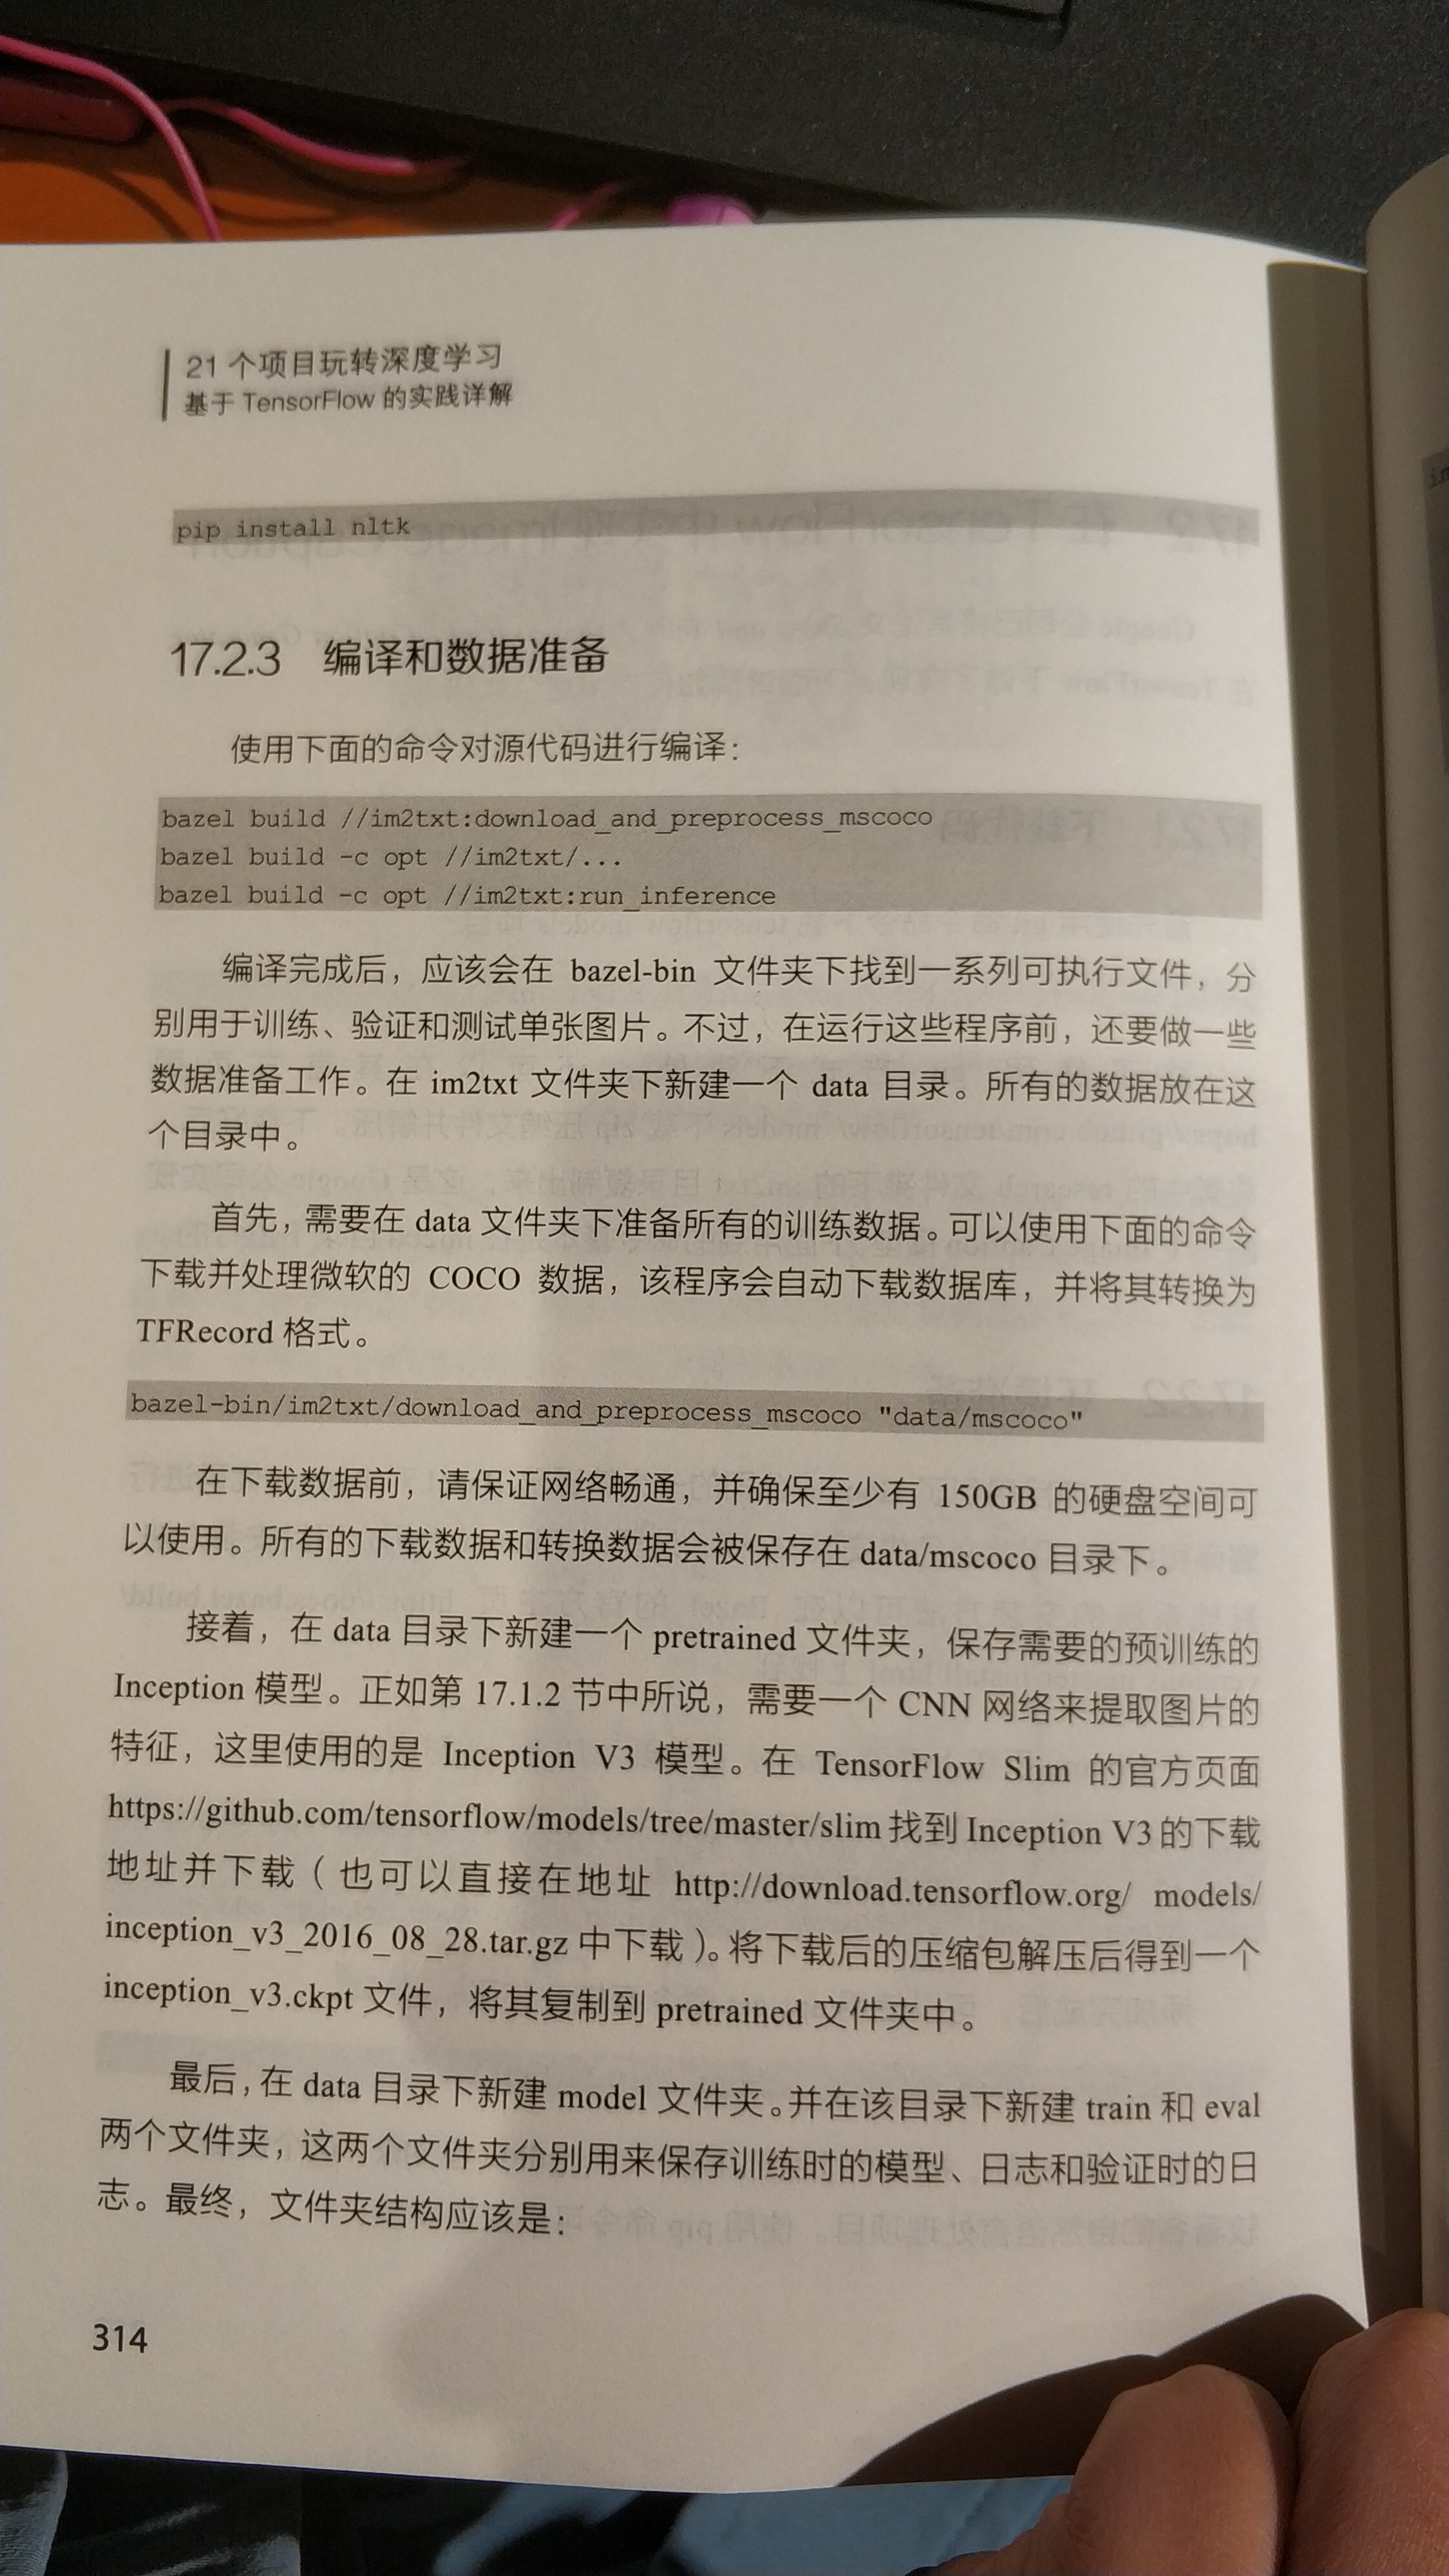 21 个项目玩转深度学习
基于 TensorFlow 的实践详解
pip install nltk
17.2.3 编译和数据准备
使用下面的命令对源代码进行编译：
bazel build //im2txt:download_and_preprocess_mscoco
bazel build -c opt //im2txt/...
bazel build -c opt //im2txt:run_inference
编译完成后，应该会在 bazel-bin 文件夹下找到一系列可执行文件，分
别用于训练、验证和测试单张图片。不过，在运行这些程序前，还要做一些
数据准备工作。在 im2txt 文件夹下新建一个 data 目录。所有的数据放在这
个目录中。
首先，需要在 data 文件夹下准备所有的训练数据。可以使用下面的命令
下载并处理微软的 COCO 数据，该程序会自动下载数据库，并将其转换为
TFRecord 格式。
bazel-bin/im2txt/download_and_preprocess_mscoco "data/mscoco"
在下载数据前，请保证网络畅通，并确保至少有 150GB 的硬盘空间可
以使用。所有的下载数据和转换数据会被保存在 data/mscoco 目录下。
接着，在 data 目录下新建一个 pretrained 文件夹，保存需要的预训练的
Inception 模型。正如第 17.1.2 节中所说，需要一个 CNN 网络来提取图片的
特征，这里使用的是 Inception V3 模型。在 TensorFlow Slim 的官方页面
https://github.com/tensorflow/models/tree/master/slim 找到 Inception V3 的下载
地址并下载（也可以直接在地址 http://download.tensorflow.org/ models/
inception_v3_2016_08_28.tar.gz 中下载）。将下载后的压缩包解压后得到一个
inception_v3.ckpt 文件，将其复制到 pretrained 文件夹中。
最后，在 data 目录下新建 model 文件夹。并在该目录下新建 train 和 eval
两个文件夹，这两个文件夹分别用来保存训练时的模型、日志和验证时的日
志。最终，文件夹结构应该是：
314